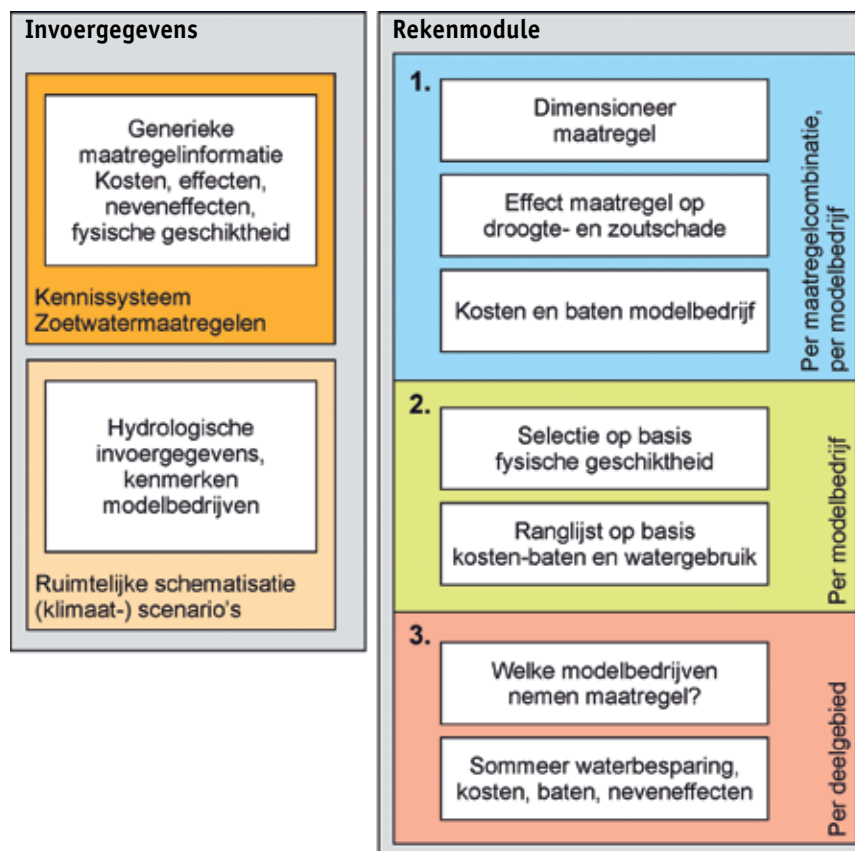 Invoergegevens
Generieke
maatregelinformatie
Kosten, effecten,
neveneffecten,
fysische geschiktheid
Kennissysteem
Zoetwatermaatregelen
Hydrologische
invoergegevens,
kenmerken
modelbedrijven
Ruimtelijke schematisatie
(klimaat-) scenario's
Rekenmodule
1.
Dimensioneer
maatregel
Effect maatregel op
droogte- en zoutschade
Kosten en baten modelbedrijf
Per maatregelcombinatie,
per modelbedrijf
2.
Selectie op basis
fysische geschiktheid
Ranglijst op basis
kosten-baten en watergebruik
Per modelbedrijf
3.
Welke modelbedrijven
nemen maatregel?
Sommeer waterbesparing,
kosten, baten, neveneffecten
Per deelgebied